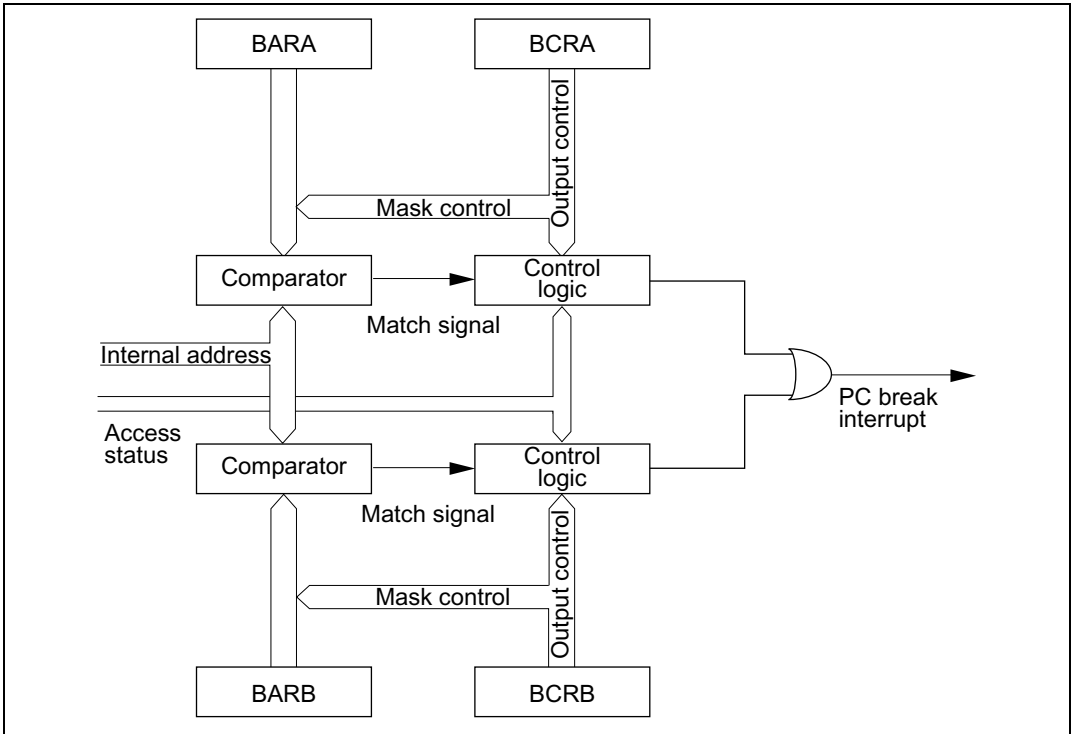 BARA
BCRA
Output control
Mask control
Comparator
Control
logic
Match signal
Internal address
Access
status
PC break
interrupt
Comparator
Control
logic
Match signal
Output control
Mask control
BARB
BCRB